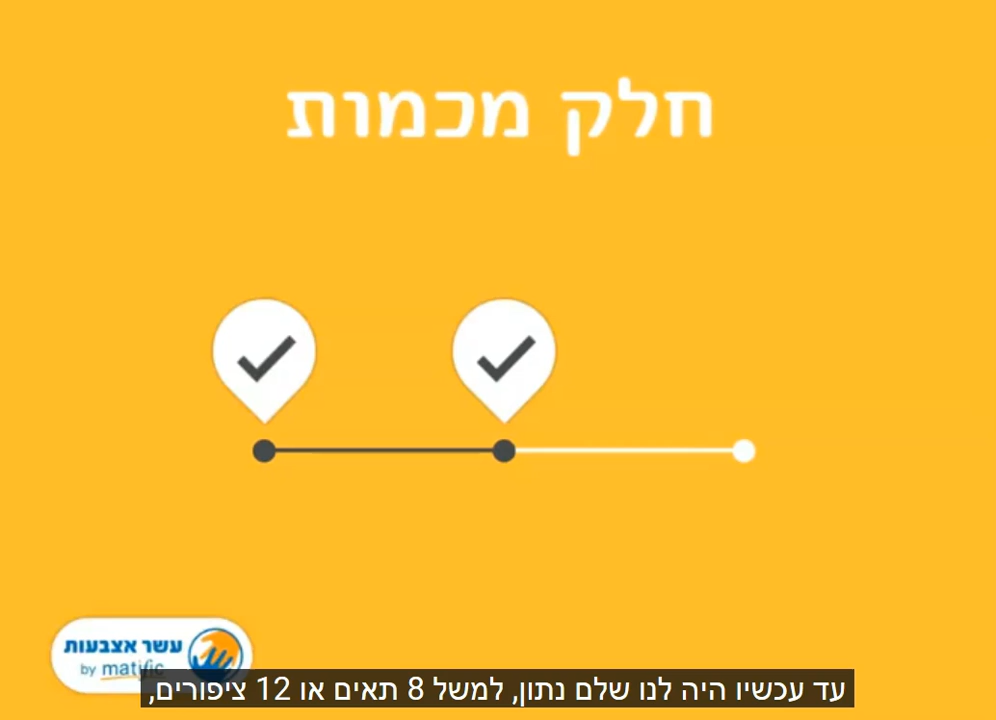 חלק מכמות
עשר אצבעות
by matific
עד עכשיו היה לנו שלם נתון, למשל 8 תאים או 12 ציפורים,